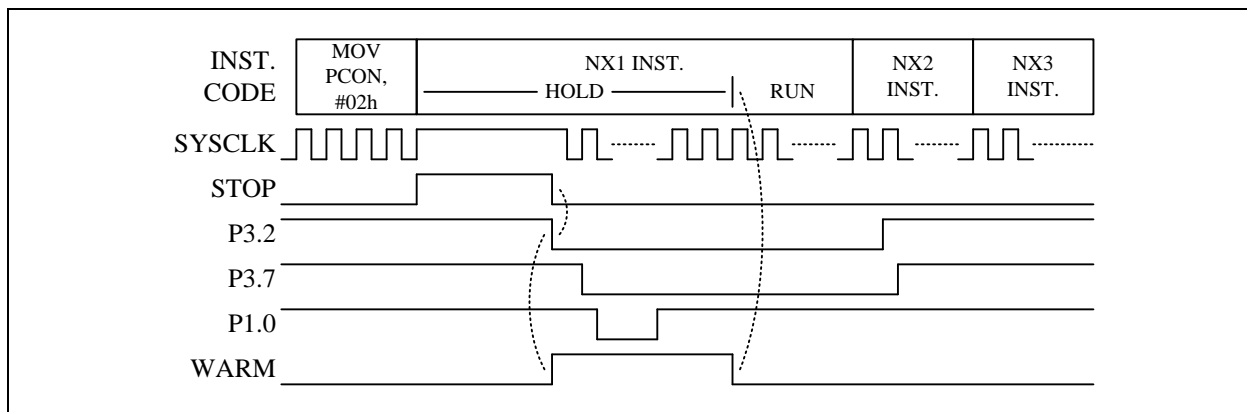 INST.
CODE
MOV
PCON,
#02h
NX1 INST.
HOLD
RUN
NX2
INST.
NX3
INST.
SYSCLK
STOP
P3.2
P3.7
P1.0
WARM